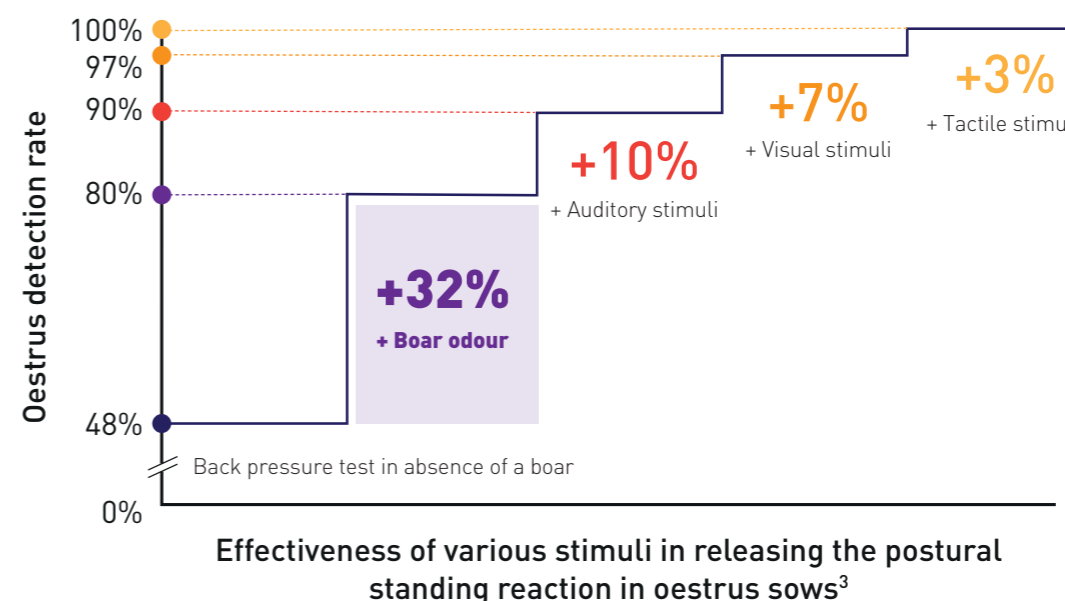 Oestrus detection rate
100%
97%
90%
80%
48%
0%
+3%
+ Tactile
+7%
+ Visual stimuli
+10%
+ Auditory stimuli
+32%
+ Boar odour
Back pressure test in absence of a boar
Effectiveness of various stimuli in releasing the postural
standing reaction in oestrus sows³